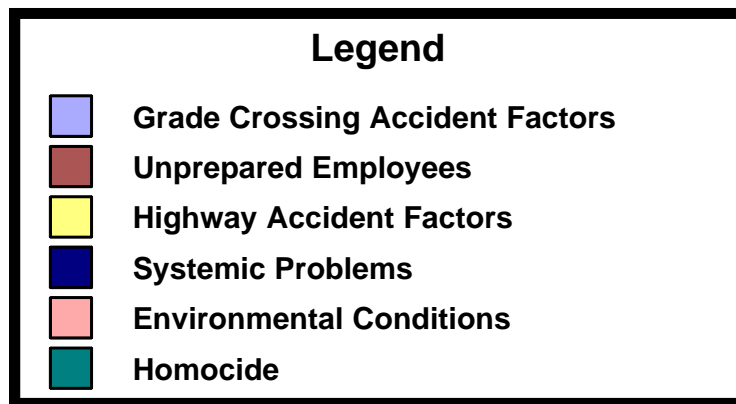 Legend
Grade Crossing Accident Factors
Unprepared Employees
Highway Accident Factors
Systemic Problems
Environmental Conditions
Homocide